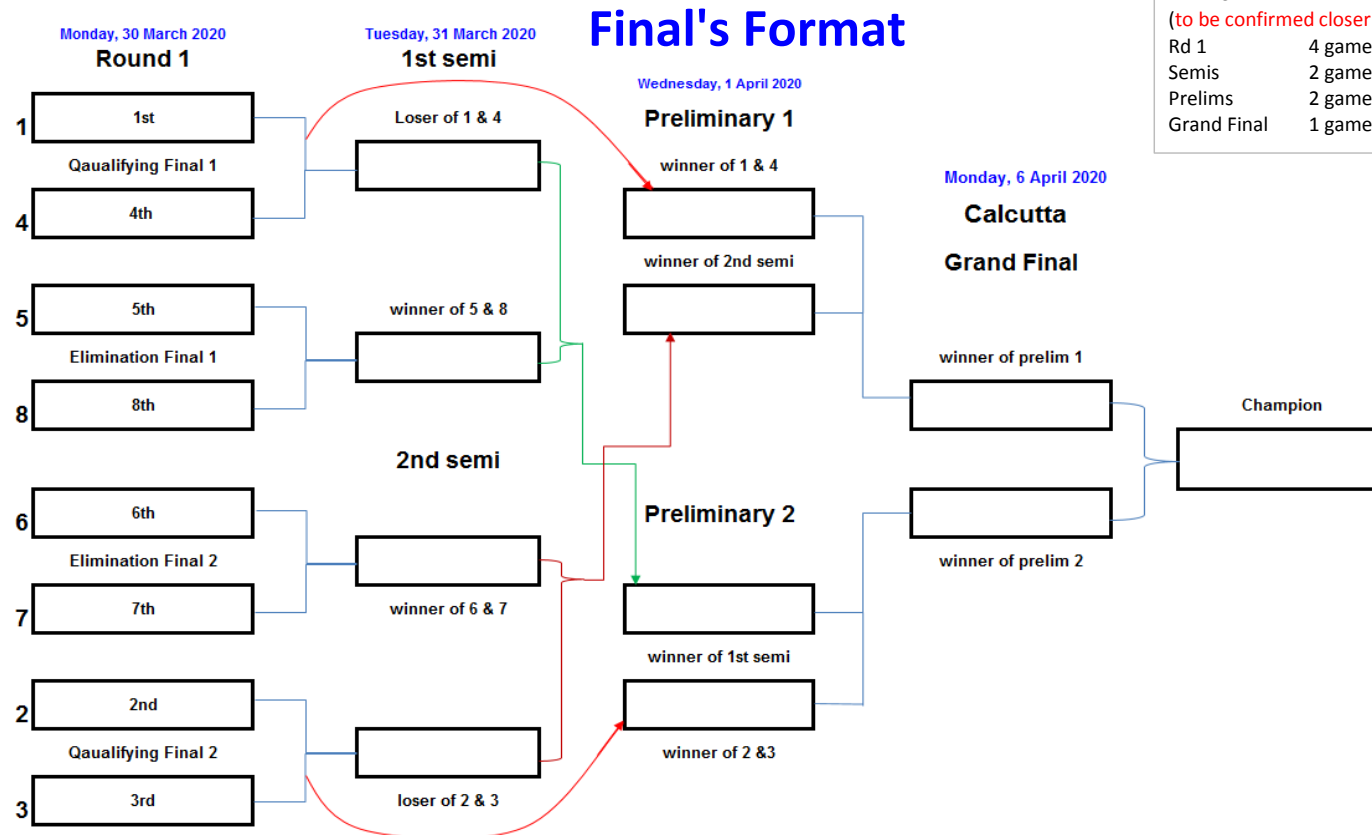 Final's Format
(to be confirmed closer
Rd 1 4 game
Semis 2 game
Prelims 2 game
Grand Final 1 game
Monday, 30 March 2020
Round 1
1
1st
Qaualifying Final 1
4
4th
5
5th
Elimination Final 1
8
8th
6
6th
Elimination Final 2
7
7th
2
2nd
Qaualifying Final 2
3
3rd
Tuesday, 31 March 2020
1st semi
Loser of 1 & 4
winner of 5 & 8
2nd semi
winner of 6 & 7
loser of 2 & 3
Wednesday, 1 April 2020
Preliminary 1
winner of 1 & 4
winner of 2nd semi
Preliminary 2
winner of 1st semi
winner of 2 &3
Monday, 6 April 2020
Calcutta
Grand Final
winner of prelim 1
winner of prelim 2
Champion